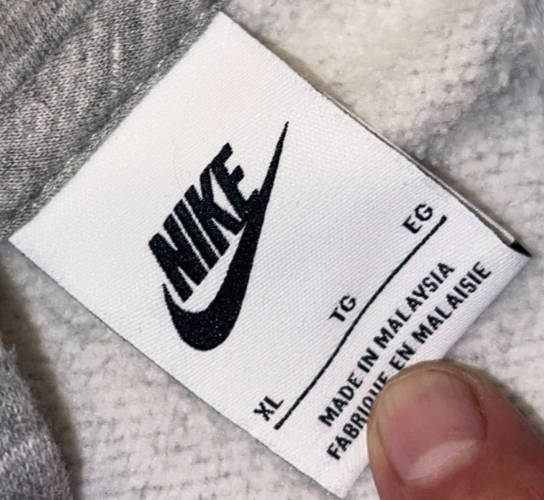 NIKE
XL TG EG
MADE IN MALAYSIA
FABRIQUE EN MALAISIE